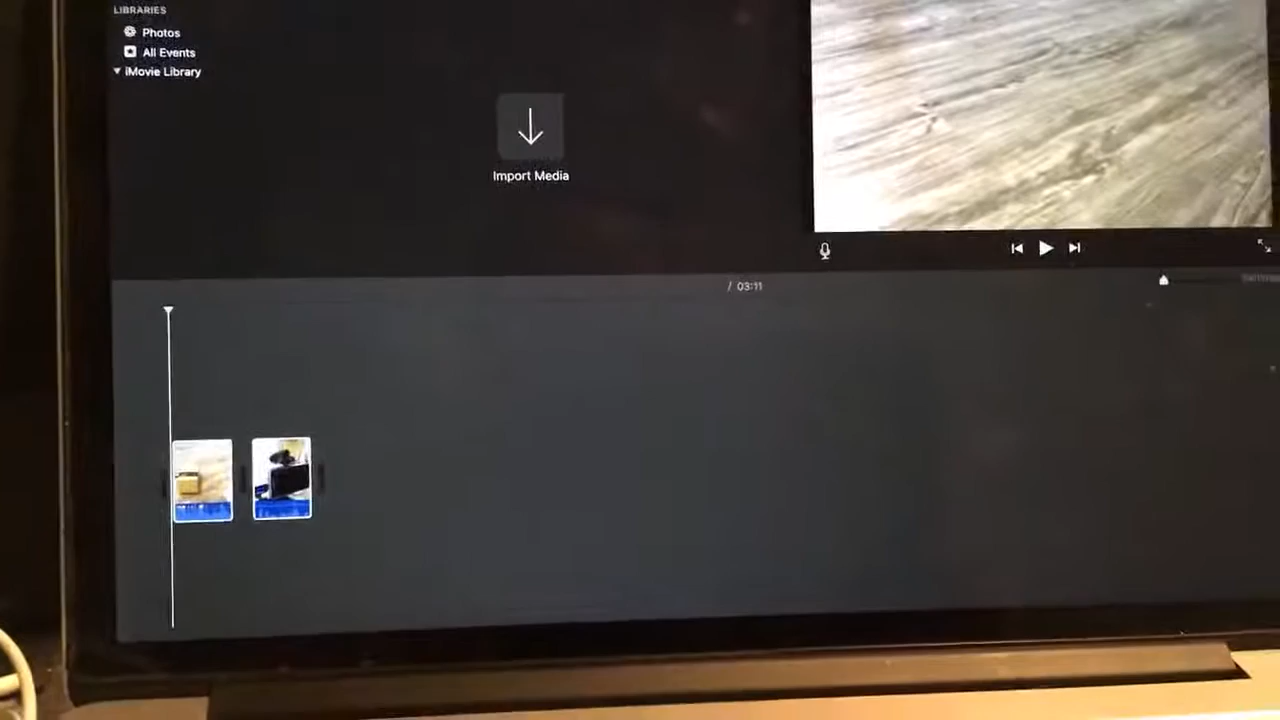 LIBRARIES
Photos
All Events
iMovie Library
Import Media
/ 03:11